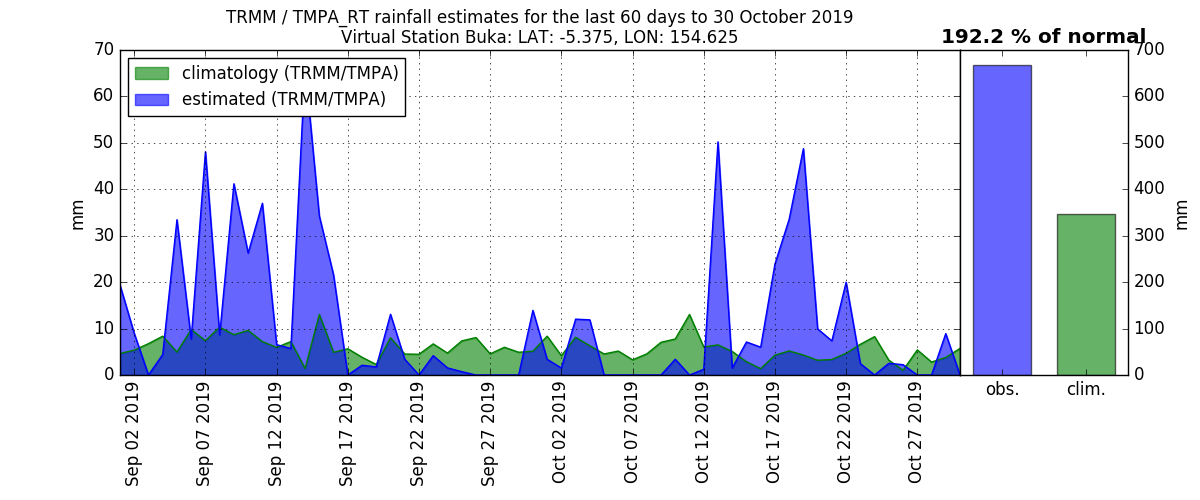 TRMM / TMPA_RT rainfall estimates for the last 60 days to 30 October 2019
Virtual Station Buka: LAT: -5.375, LON: 154.625
192.2 % of normal
climatology (TRMM/TMPA)
estimated (TRMM/TMPA)
70
60
50
40
30
20
10
0
mm
Sep 02 2019
Sep 07 2019
Sep 12 2019
Sep 17 2019
Sep 22 2019
Sep 27 2019
Oct 02 2019
Oct 07 2019
Oct 12 2019
Oct 17 2019
Oct 22 2019
Oct 27 2019
obs.
clim.
700
600
500
400
300
200
100
0
mm